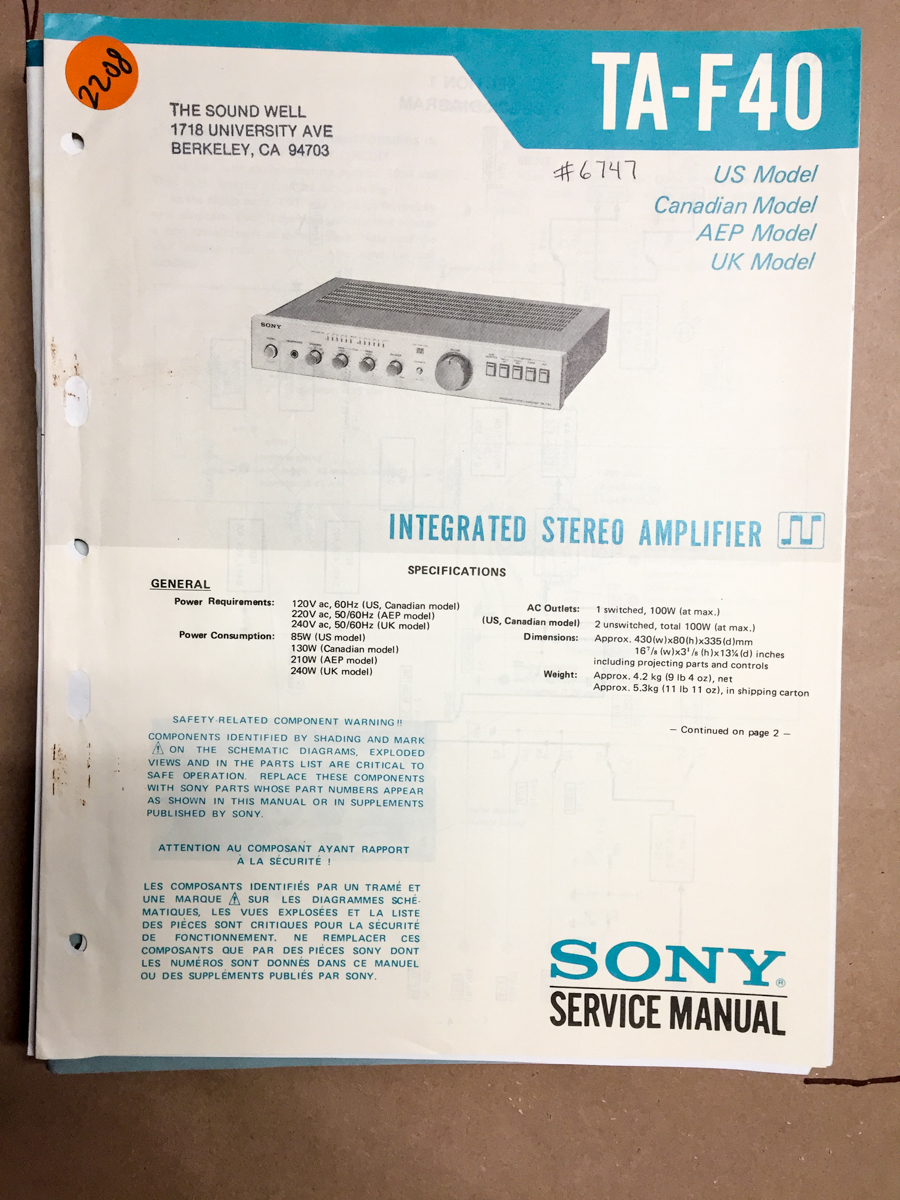 2208
THE SOUND WELL
1718 UNIVERSITY AVE
BERKELEY, CA 94703
TA-F40
#6747
US Model
Canadian Model
AEP Model
UK Model
SONY
INTEGRATED STEREO AMPLIFIER
SPECIFICATIONS
GENERAL
Power Requirements: 120V ac, 60Hz (US, Canadian model)
220V ac, 50/60Hz (AEP model)
240V ac, 50/60Hz (UK model)
Power Consumption: 85W (US model)
130W (Canadian model)
210W (AEP model)
240W (UK model)
AC Outlets: 1 switched, 100W (at max.)
(US, Canadian model) 2 unswitched, total 100W (at max.)
Dimensions: Approx. 430(w)x80(h)x335(d)mm
16⁷/₈ (w)x3¹/₈ (h)x13¼(d) inches
including projecting parts and controls
Weight: Approx. 4.2 kg (9 lb 4 oz), net
Approx. 5.3kg (11 lb 11 oz), in shipping carton
— Continued on page 2 —
SAFETY-RELATED COMPONENT WARNING!!
COMPONENTS IDENTIFIED BY SHADING AND MARK
⚠ ON THE SCHEMATIC DIAGRAMS, EXPLODED
VIEWS AND IN THE PARTS LIST ARE CRITICAL TO
SAFE OPERATION. REPLACE THESE COMPONENTS
WITH SONY PARTS WHOSE PART NUMBERS APPEAR
AS SHOWN IN THIS MANUAL OR IN SUPPLEMENTS
PUBLISHED BY SONY.
ATTENTION AU COMPOSANT AYANT RAPPORT
À LA SÉCURITÉ !
LES COMPOSANTS IDENTIFIÉS PAR UN TRAMÉ ET
UNE MARQUE ⚠ SUR LES DIAGRAMMES SCHÉ-
MATIQUES, LES VUES EXPLOSÉES ET LA LISTE
DES PIÉCES SONT CRITIQUES POUR LA SÉCURITÉ
DE FONCTIONNEMENT. NE REMPLACER CES
COMPOSANTS QUE PAR DES PIÉCES SONY DONT
LES NUMÉROS SONT DONNÉS DANS CE MANUEL
OU DES SUPPLÉMENTS PUBLIÉS PAR SONY.
SONY®
SERVICE MANUAL